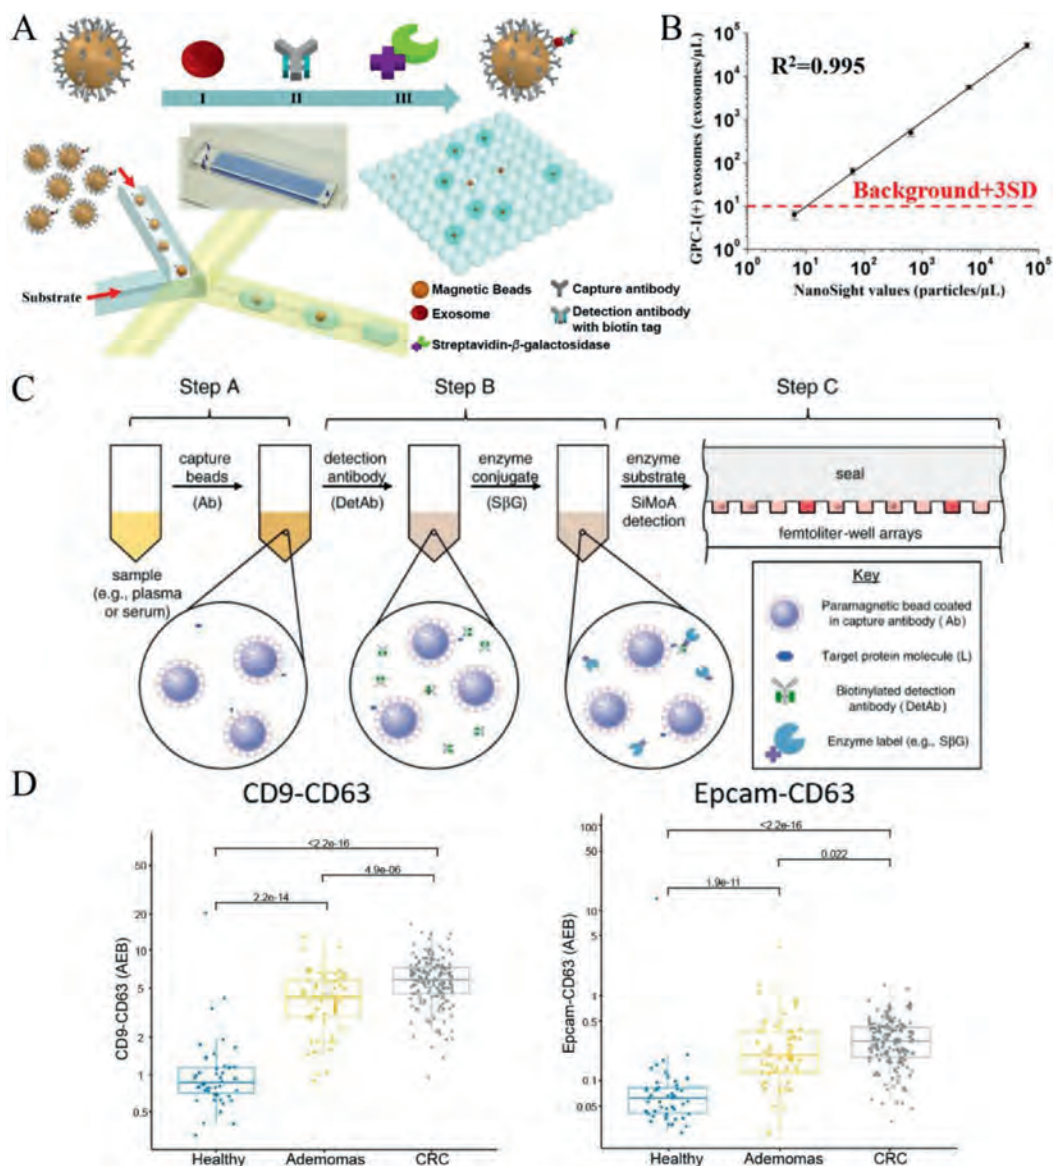 A
I
II
III
Substrate
Magnetic Beads
Exosome
Streptavidin-β-galactosidase
Capture antibody
Detection antibody
with biotin tag
B
GPC-1(+) exosomes (exosomes/μL)
10⁵
10⁴
10³
10²
10¹
10⁰
R²=0.995
Background+3SD
10⁰ 10¹ 10² 10³ 10⁴ 10⁵
NanoSight values (particles/μL)
C
Step A
Step B
Step C
sample
(e.g., plasma
or serum)
capture
beads
(Ab)
detection
antibody
(DetAb)
enzyme
conjugate
(SβG)
enzyme
substrate
SiMoA
detection
seal
femtoliter-well arrays
Key
Paramagnetic bead coated
in capture antibody (Ab)
Target protein molecule (L)
Biotinylated detection
antibody (DetAb)
Enzyme label (e.g., SβG)
D
CD9-CD63
CD9-CD63 (AEB)
50
20
10
5
2
1
0.5
<2.2e-16
4.9e-06
2.2e-14
Healthy Ademomas CRC
Epcam-CD63
Epcam-CD63 (AEB)
100
50
10
5
1
0.5
0.1
0.05
<2.2e-16
0.022
1.9e-11
Healthy Ademomas CRC